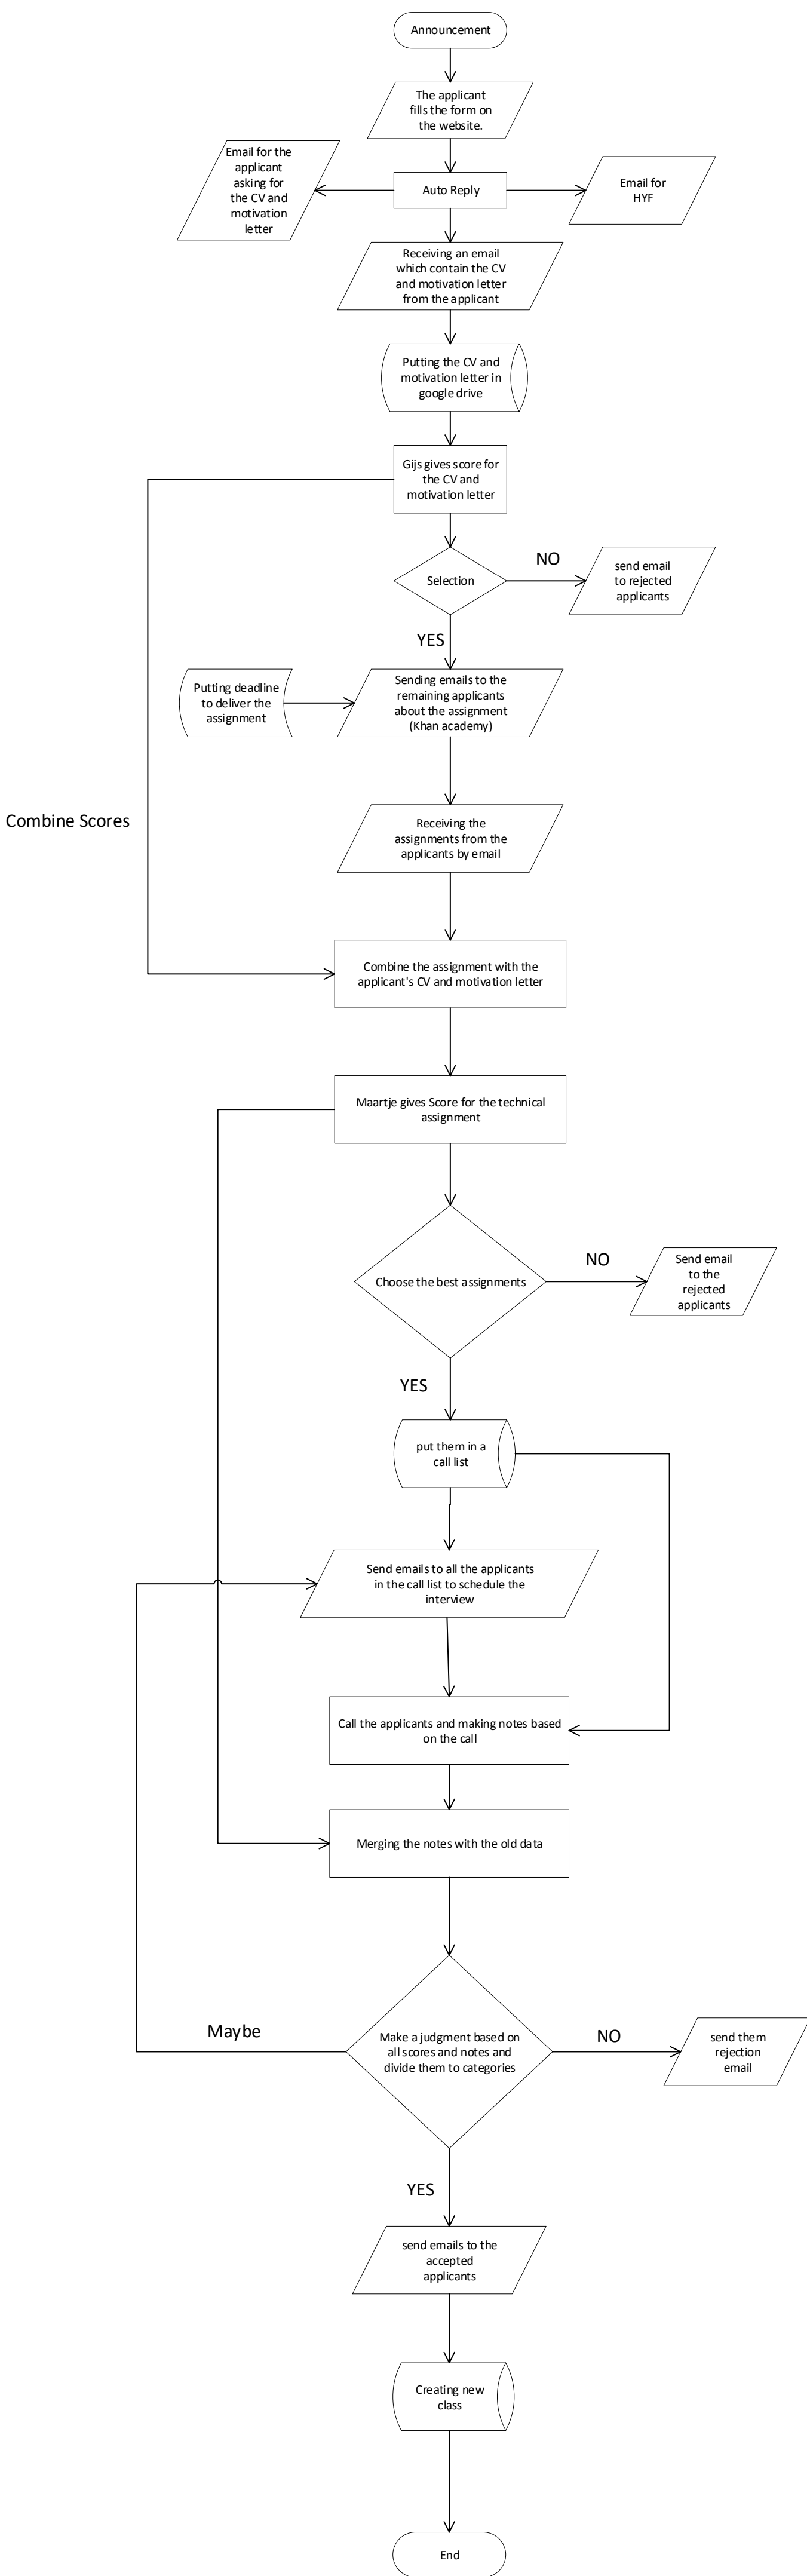 Announcement
The applicant
fills the form on
the website.
Email for the
applicant
asking for
the CV and
motivation
letter
Auto Reply
Email for
HYF
Receiving an email
which contain the CV
and motivation letter
from the applicant
Putting the CV and
motivation letter in
google drive
Gijs gives score for
the CV and
motivation letter
Selection
NO
send email
to rejected
applicants
YES
Putting deadline
to deliver the
assignment
Sending emails to the
remaining applicants
about the assignment
(Khan academy)
Combine Scores
Receiving the
assignments from the
applicants by email
Combine the assignment with the
applicant's CV and motivation letter
Maartje gives Score for the technical
assignment
Choose the best assignments
NO
Send email
to the
rejected
applicants
YES
put them in a
call list
Send emails to all the applicants
in the call list to schedule the
interview
Call the applicants and making notes based
on the call
Merging the notes with the old data
Maybe
Make a judgment based on
all scores and notes and
divide them to categories
NO
send them
rejection
email
YES
send emails to the
accepted
applicants
Creating new
class
End